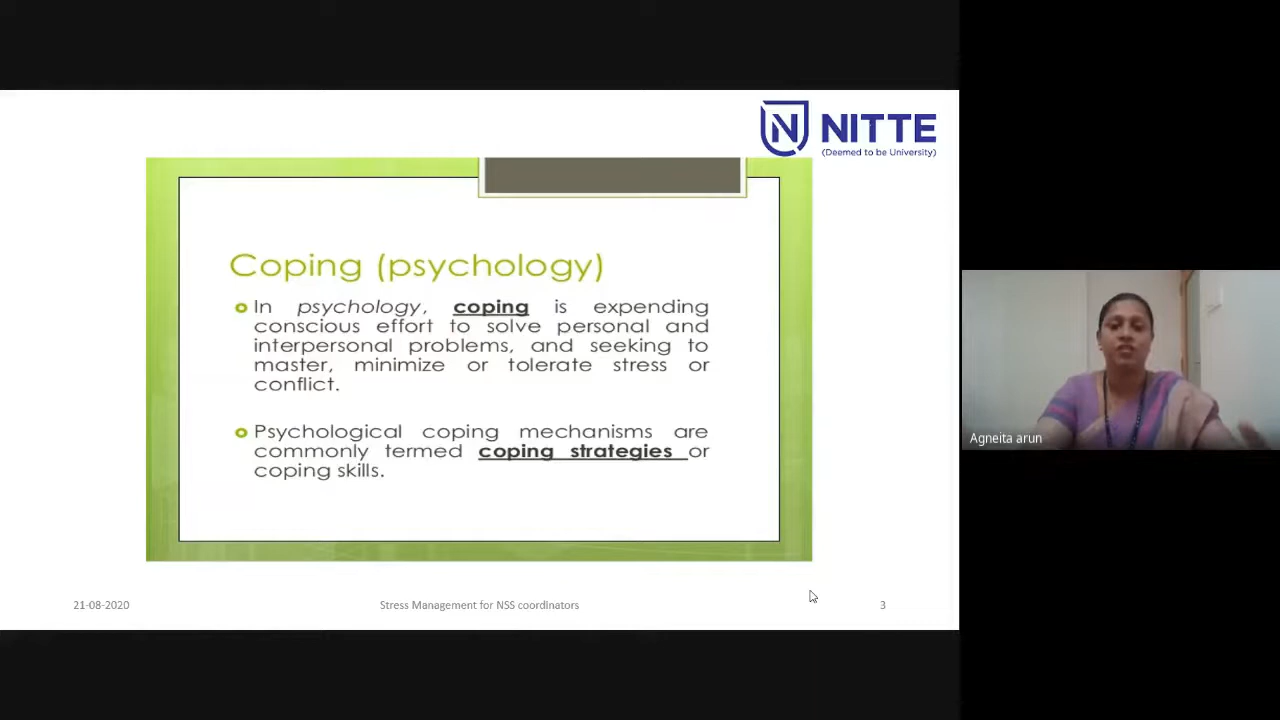 NITTE
(Deemed to be University)
Coping (psychology)
In psychology, coping is expending
conscious effort to solve personal and
interpersonal problems, and seeking to
master, minimize or tolerate stress or
conflict.
Psychological coping mechanisms are
commonly termed coping strategies or
coping skills.
Agneita arun
21-08-2020
Stress Management for NSS coordinators
3